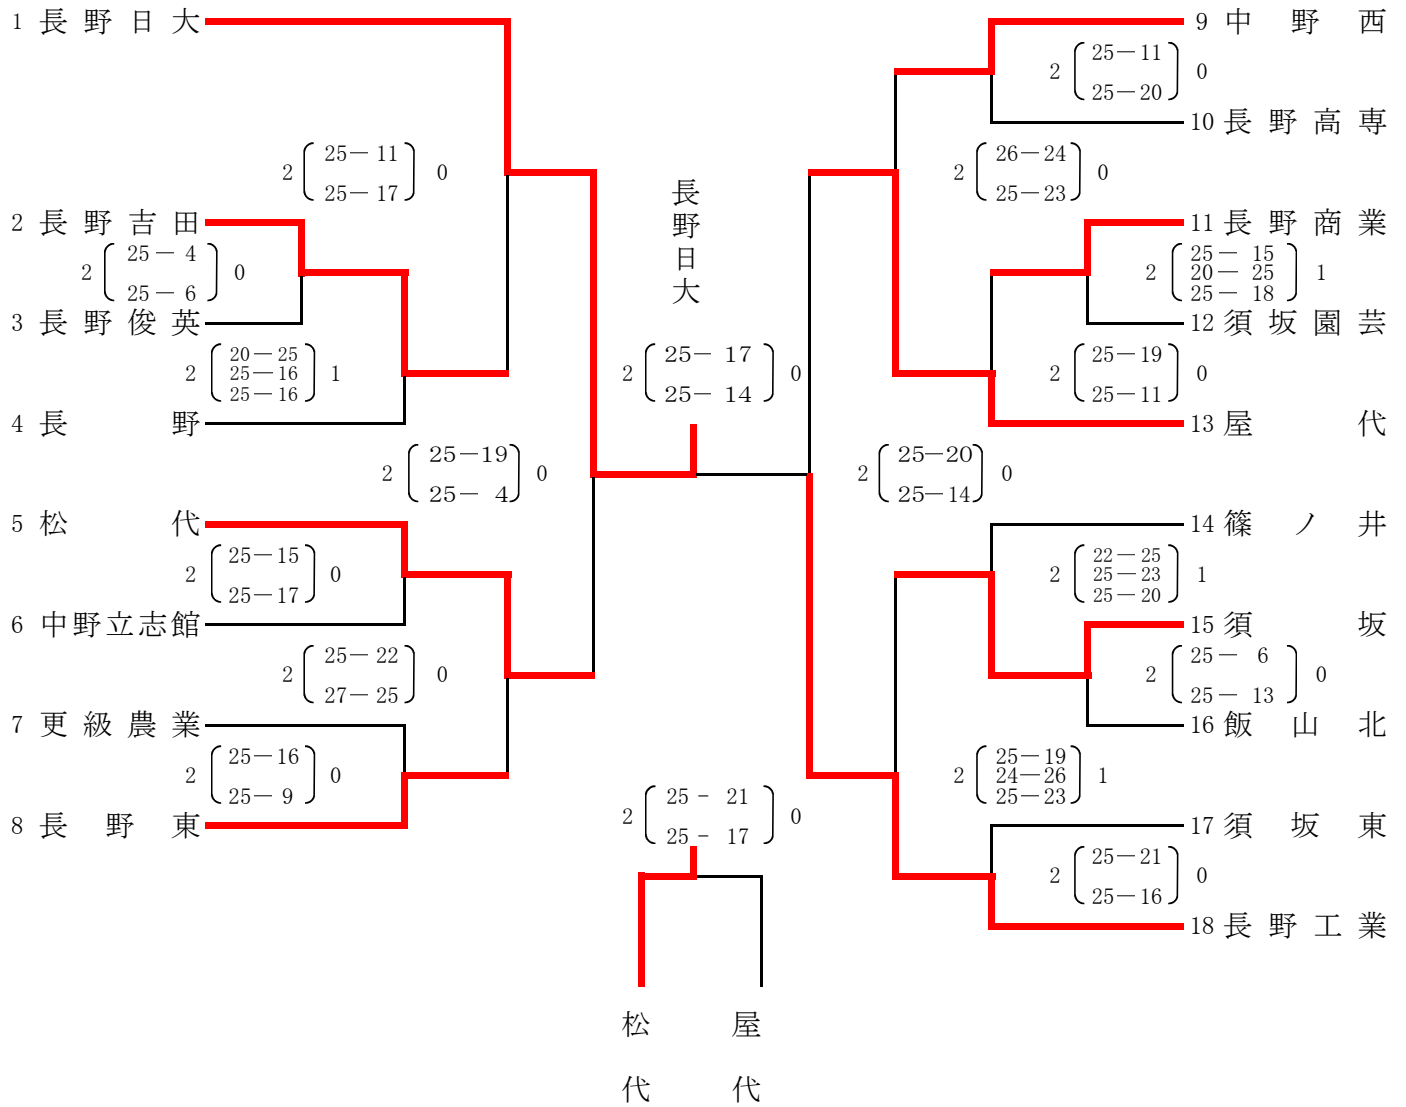 1 長野日大
2 25－11 0
25－17
2 長野吉田
2 25－4 0
25－6
3 長野俊英
2 20－25 1
25－16
25－16
4 長野
2 25－19 0
25－4
5 松代
2 25－15 0
25－17
6 中野立志館
2 25－22 0
27－25
7 更級農業
2 25－16 0
25－9
8 長野東
長野日大
2 25－17 0
25－14
2 25－21 0
25－17
松代
屋代
9 中野西
2 25－11 0
25－20
10 長野高専
2 26－24 0
25－23
11 長野商業
2 25－15 1
20－25
25－18
12 須坂園芸
2 25－19 0
25－11
13 屋代
2 25－20 0
25－14
14 篠ノ井
2 22－25 1
25－23
25－20
15 須坂
2 25－6 0
25－13
16 飯山北
2 25－19 1
24－26
25－23
17 須坂東
2 25－21 0
25－16
18 長野工業